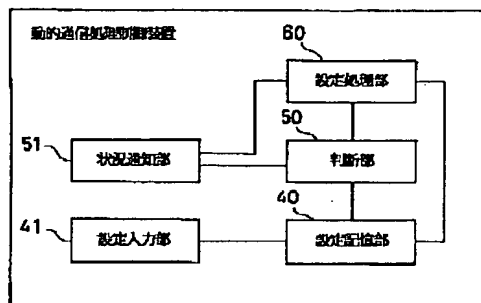 動的通信処理制御装置
60
設定処理部
50
51
状況通知部
判断部
40
41
設定入力部
設定記憶部